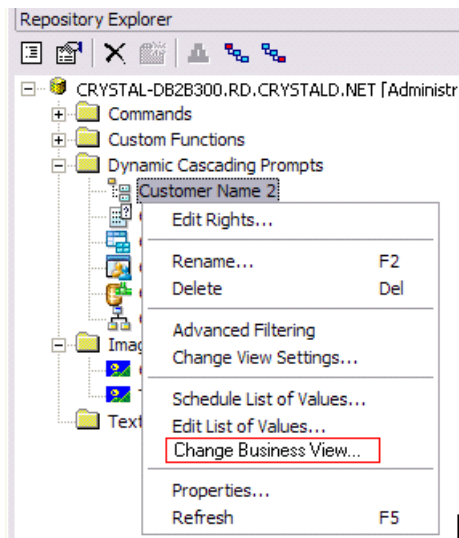 Repository Explorer
CRYSTAL-DB2B300.RD.CRYSTALD.NET [Administr
Commands
Custom Functions
Dynamic Cascading Prompts
Customer Name 2
Edit Rights...
Rename... F2
Delete Del
Advanced Filtering
Change View Settings...
Schedule List of Values...
Edit List of Values...
Change Business View...
Properties...
Refresh F5
Imag
Text